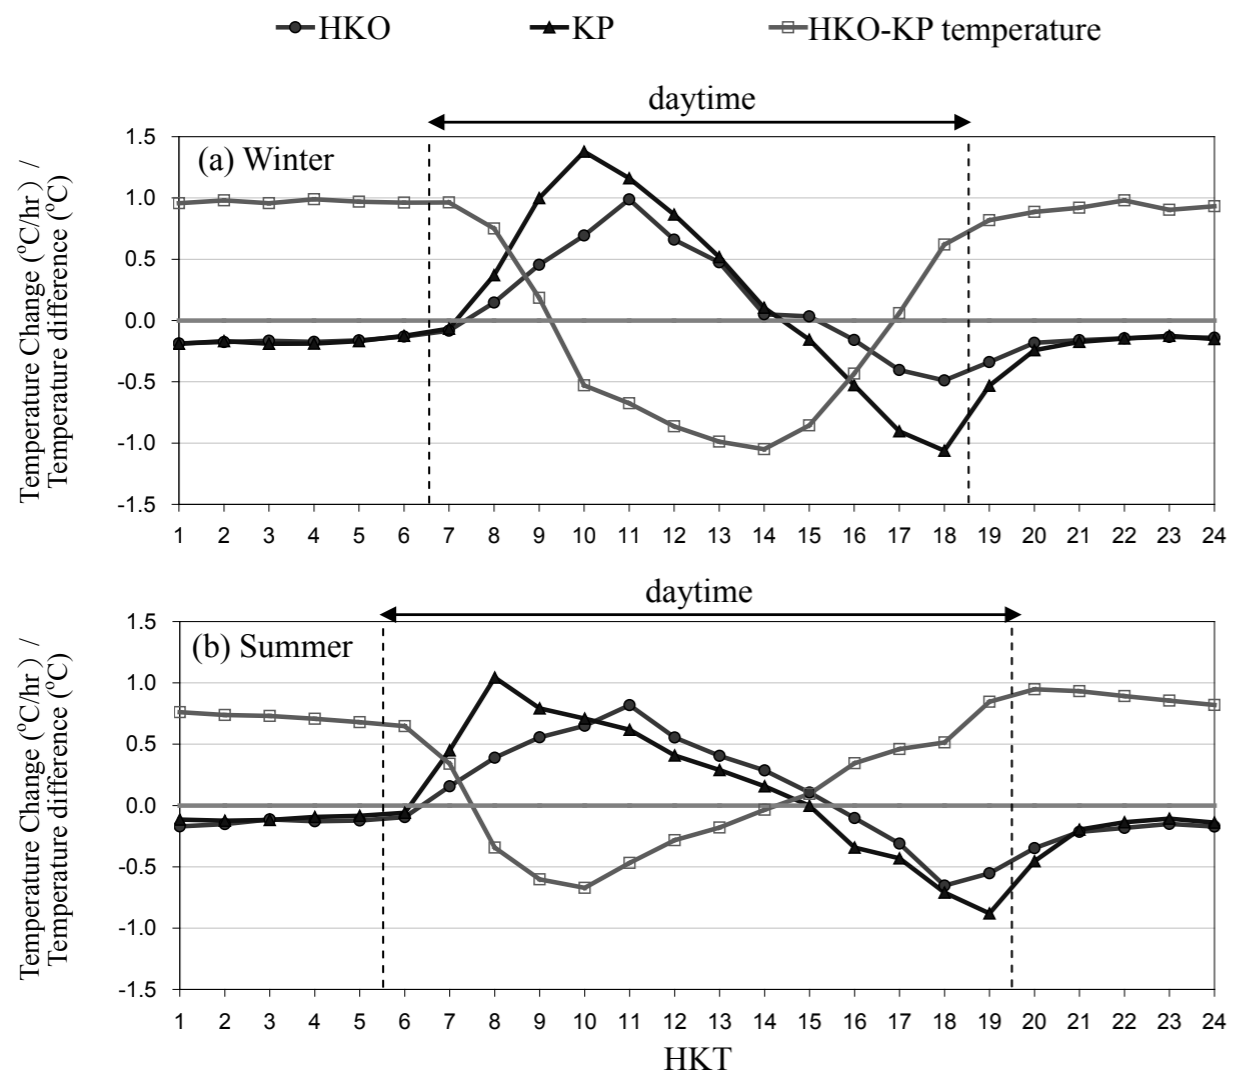 HKO KP HKO-KP temperature
daytime
(a) Winter
Temperature Change (°C/hr) /
Temperature difference (°C)
1.5
1.0
0.5
0.0
-0.5
-1.0
-1.5
1 2 3 4 5 6 7 8 9 10 11 12 13 14 15 16 17 18 19 20 21 22 23 24
daytime
(b) Summer
Temperature Change (°C/hr) /
Temperature difference (°C)
1.5
1.0
0.5
0.0
-0.5
-1.0
-1.5
1 2 3 4 5 6 7 8 9 10 11 12 13 14 15 16 17 18 19 20 21 22 23 24
HKT